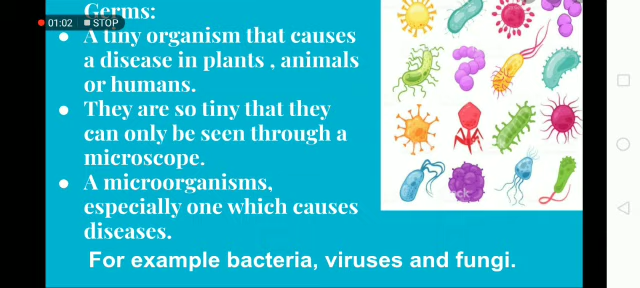 Germs:
01:02 STOP
● A tiny organism that causes
a disease in plants , animals
or humans.
● They are so tiny that they
can only be seen through a
microscope.
● A microorganisms,
especially one which causes
diseases.
For example bacteria, viruses and fungi.